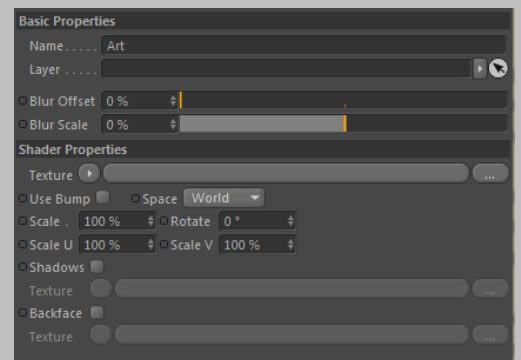 Basic Properties
Name. . . . . Art
Layer . . . . .
Blur Offset 0 %
Blur Scale 0 %
Shader Properties
Texture ...
Use Bump Space World
Scale . 100 % Rotate 0 °
Scale U 100 % Scale V 100 %
Shadows
Texture ...
Backface
Texture ...